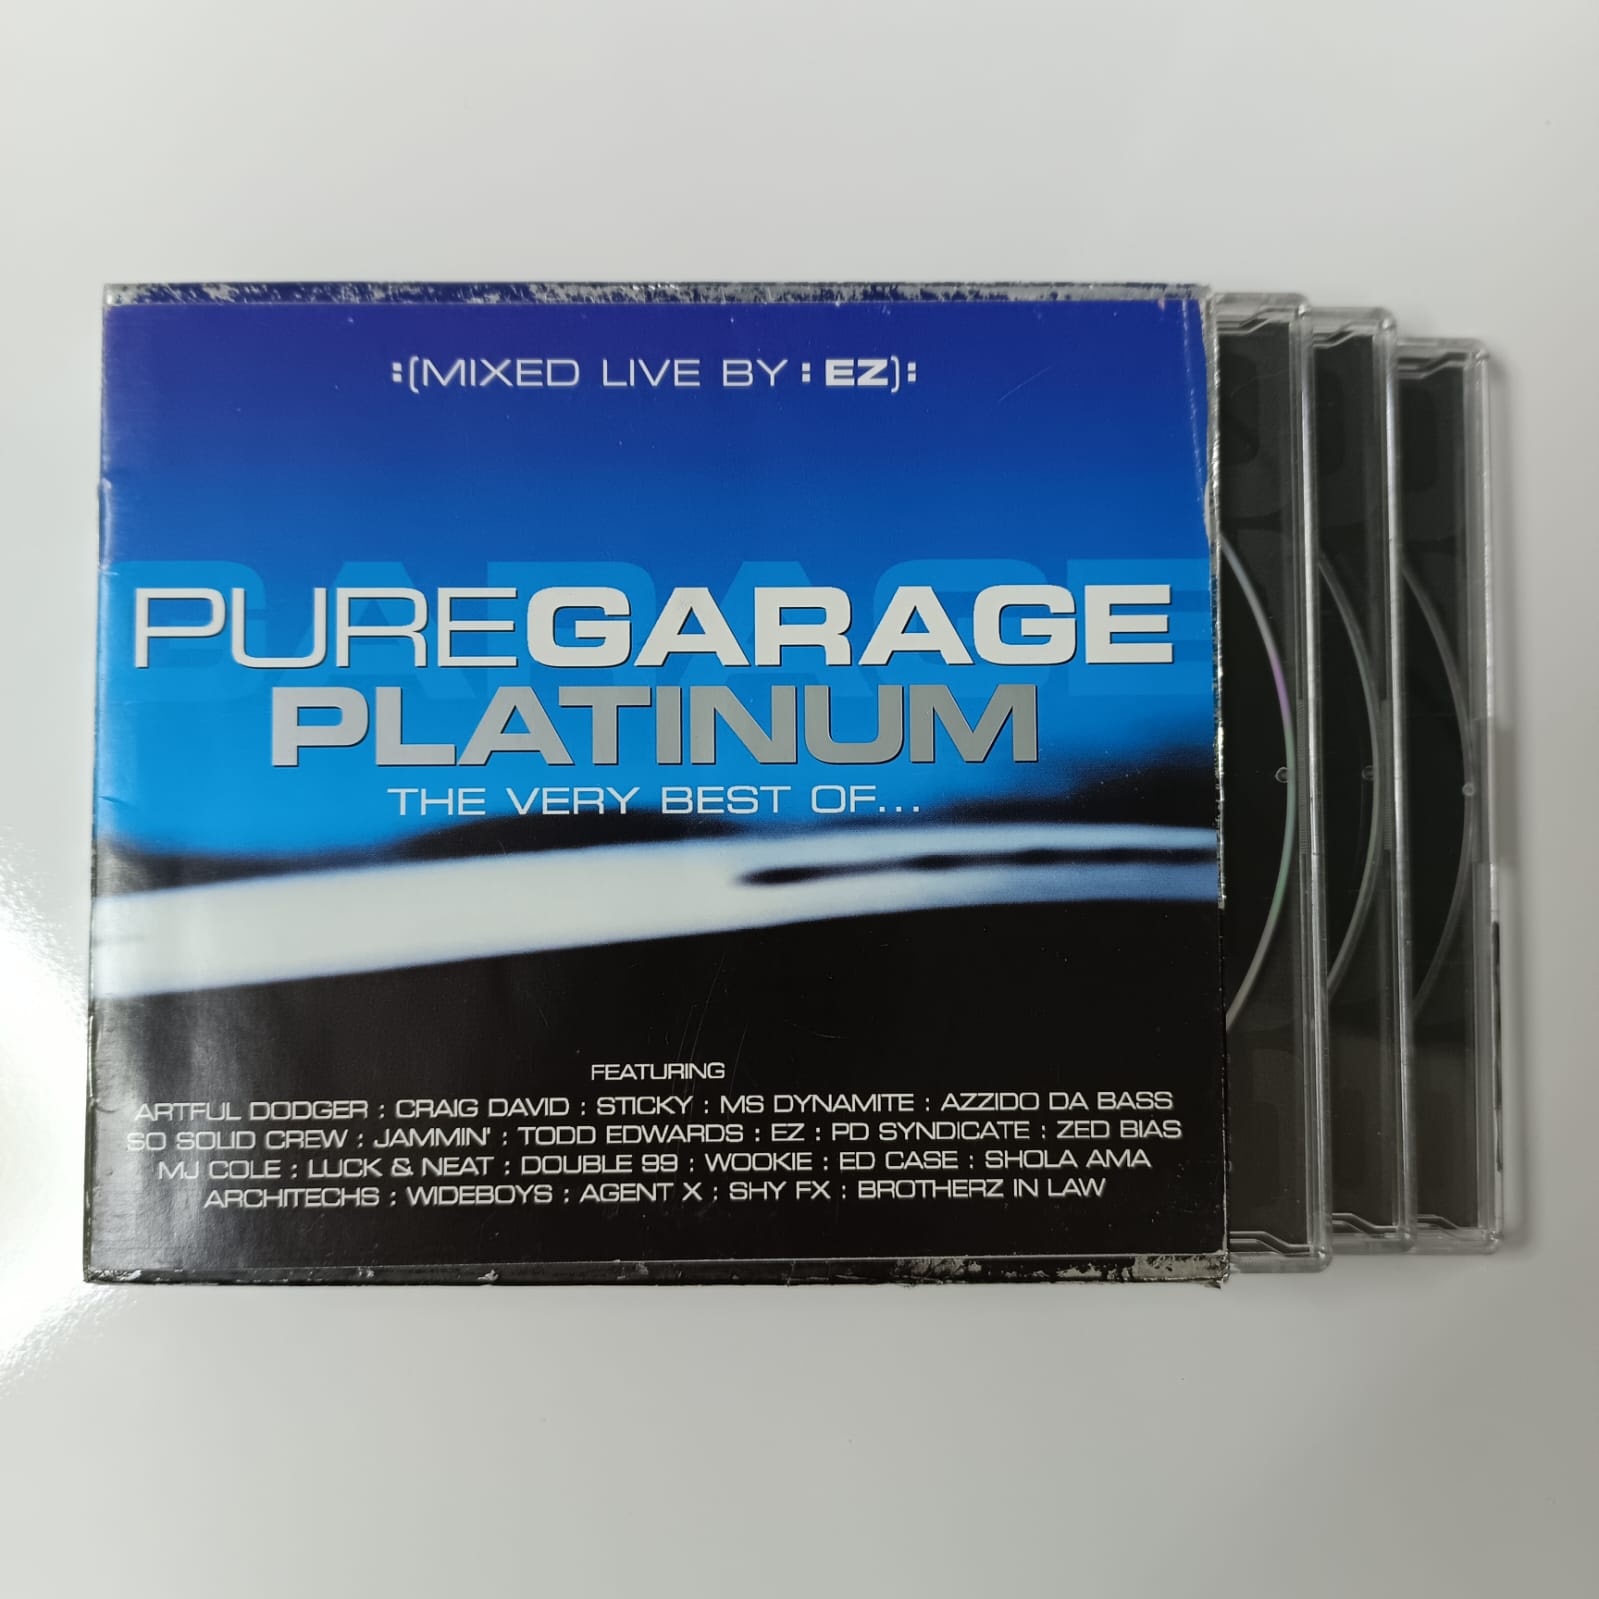 :(MIXED LIVE BY : EZ):
GARAGE
PUREGARAGE
PLATINUM
THE VERY BEST OF...
FEATURING
ARTFUL DODGER : CRAIG DAVID : STICKY : MS DYNAMITE : AZZIDO DA BASS
SO SOLID CREW : JAMMIN' : TODD EDWARDS : EZ : PD SYNDICATE : ZED BIAS
MJ COLE : LUCK & NEAT : DOUBLE 99 : WOOKIE : ED CASE : SHOLA AMA
ARCHITECHS : WIDEBOYS : AGENT X : SHY FX : BROTHERZ IN LAW